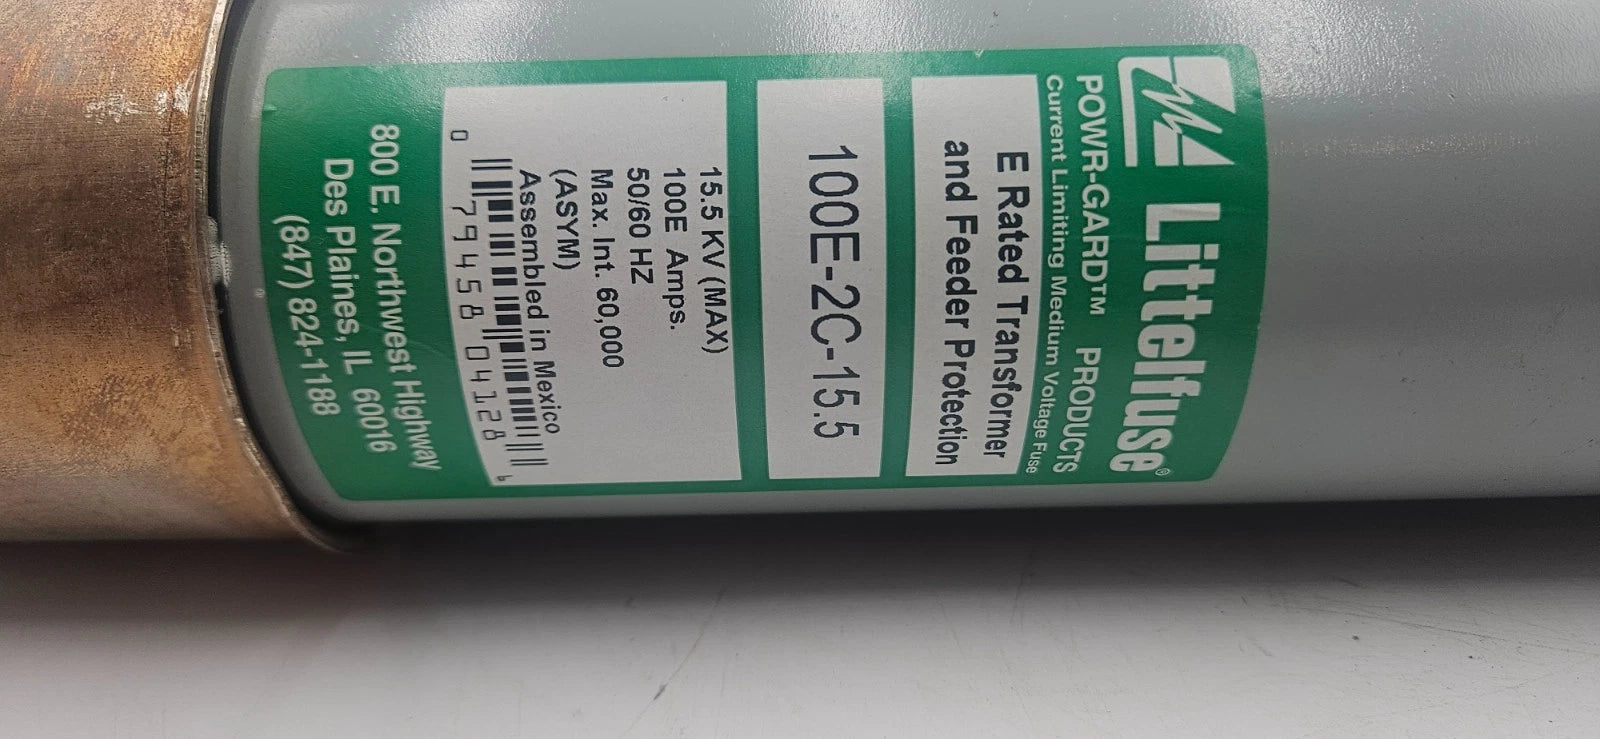 Littelfuse®
POWR-GARD™ PRODUCTS
Current Limiting Medium Voltage Fuse
E Rated Transformer
and Feeder Protection
100E-2C-15.5
15.5 KV (MAX)
100E Amps.
50/60 HZ
Max. Int. 60,000
(ASYM)
Assembled in Mexico
0 79458 04128 6
800 E. Northwest Highway
Des Plaines, IL 60016
(847) 824-1188